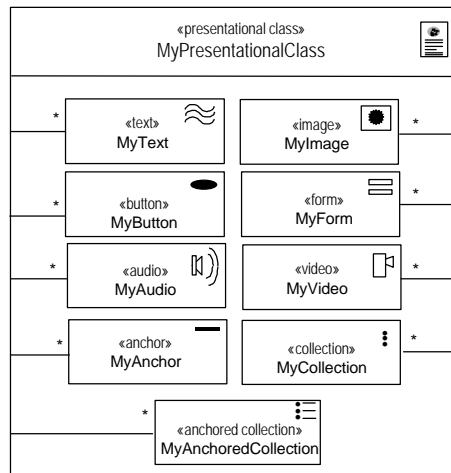 «presentational class»
MyPresentationalClass
* «text» «image» *
MyText MyImage
«button» «form»
* MyButton MyForm *
* «audio» «video» *
MyAudio MyVideo
* «anchor» «collection» *
MyAnchor MyCollection
* «anchored collection»
MyAnchoredCollection